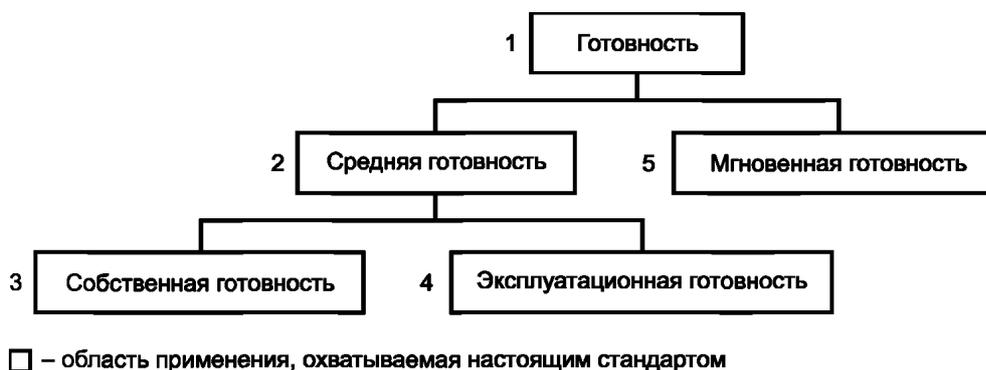 1 Готовность
2 Средняя готовность 5 Мгновенная готовность
3 Собственная готовность 4 Эксплуатационная готовность
– область применения, охватываемая настоящим стандартом